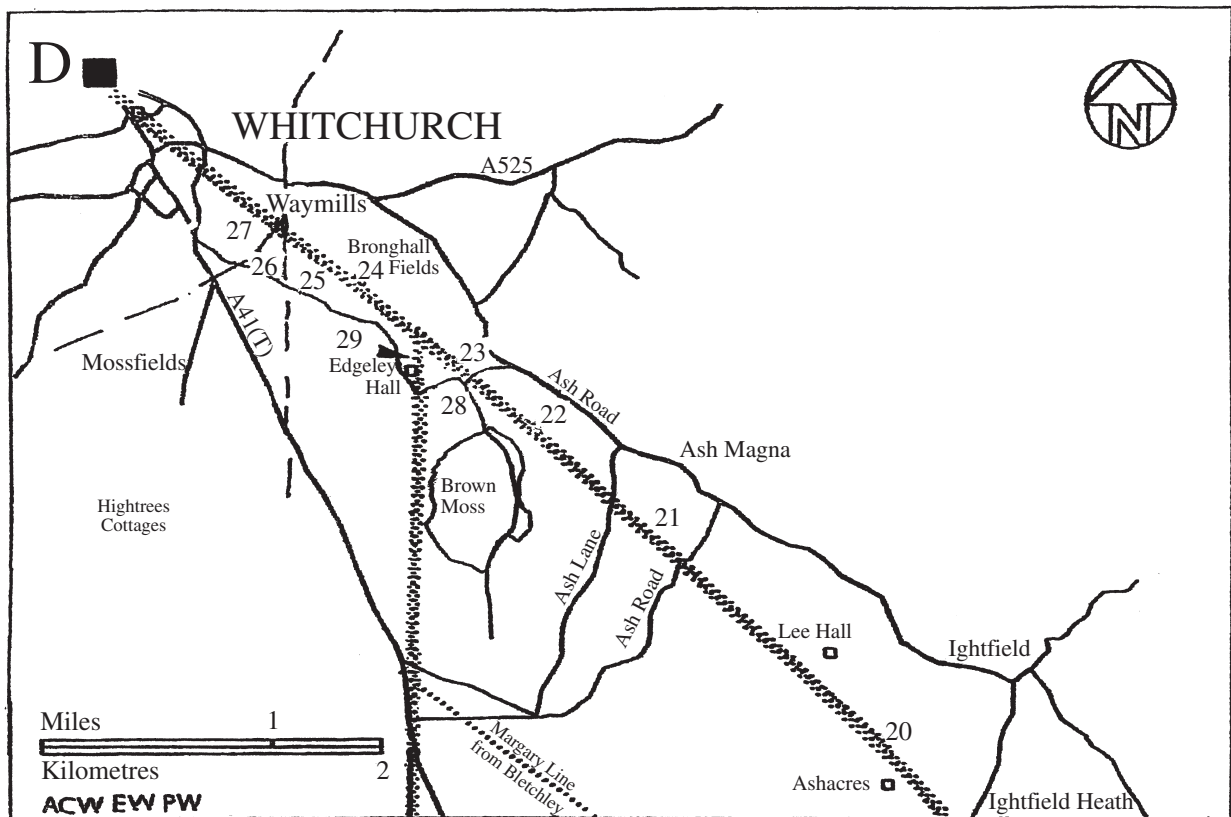 D
N
WHITCHURCH
A525
Waymills
27
Bronghall
Fields
24
26
25
A41(T)
29
23
Mossfields
Edgeley
Hall
Ash Road
28
22
Ash Magna
Brown
Moss
Hightrees
Cottages
21
Ash Lane
Ash Road
Lee Hall
Ightfield
Miles
1
20
Margary Line
from Bletchley
Kilometres
2
Ashacres
Ightfield Heath
ACW EW PW